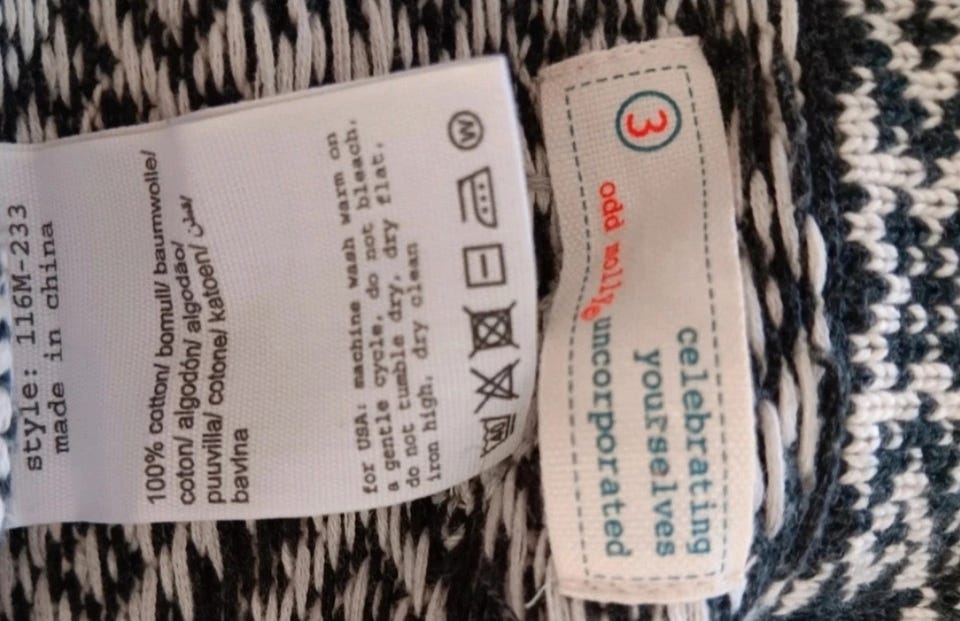 style: 116M-233
made in china
100% cotton/ bomull/ baumwolle/
coton/ algodón/ algodão/
puuvilla/ cotone/ katoen/
bavlna
for USA: machine wash warm on
a gentle cycle, do not bleach,
do not tumble dry, dry flat,
iron high, dry clean
40 W
3
celebrating
yourselves
odd molly uncorporated